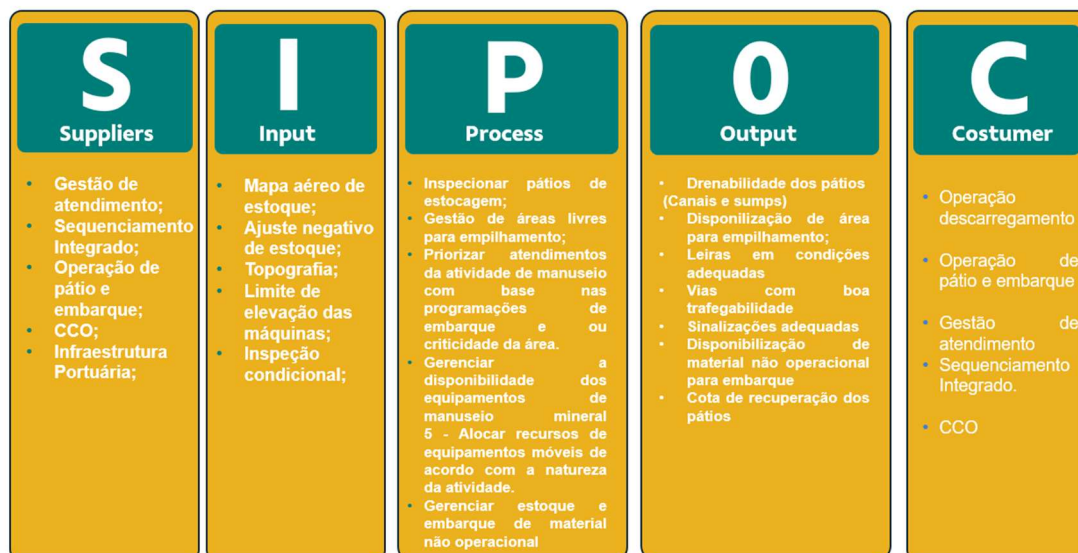 S
Suppliers
• Gestão de
atendimento;
• Sequenciamento
Integrado;
• Operação de
pátio e
embarque;
• CCO;
• Infraestrutura
Portuária;
I
Input
• Mapa aéreo de
estoque;
• Ajuste negativo
de estoque;
• Topografia;
• Limite de
elevação das
máquinas;
• Inspeção
condicional;
P
Process
• Inspecionar pátios de
estocagem;
• Gestão de áreas livres
para empilhamento;
• Priorizar atendimentos
da atividade de manuseio
com base nas
programações de
embarque e ou
criticidade da área.
• Gerenciar a
disponibilidade dos
equipamentos de
manuseio mineral
5 - Alocar recursos de
equipamentos móveis de
acordo com a natureza
da atividade.
• Gerenciar estoque e
embarque de material
não operacional
O
Output
• Drenabilidade dos pátios
(Canais e sumps)
• Disponilização de área
para empilhamento;
• Leiras em condições
adequadas
• Vias com boa
trafegabilidade
• Sinalizações adequadas
• Disponibilização de
material não operacional
para embarque
• Cota de recuperação dos
pátios
C
Costumer
• Operação
descarregamento
• Operação de
pátio e embarque
• Gestão de
atendimento
• Sequenciamento
Integrado.
• CCO